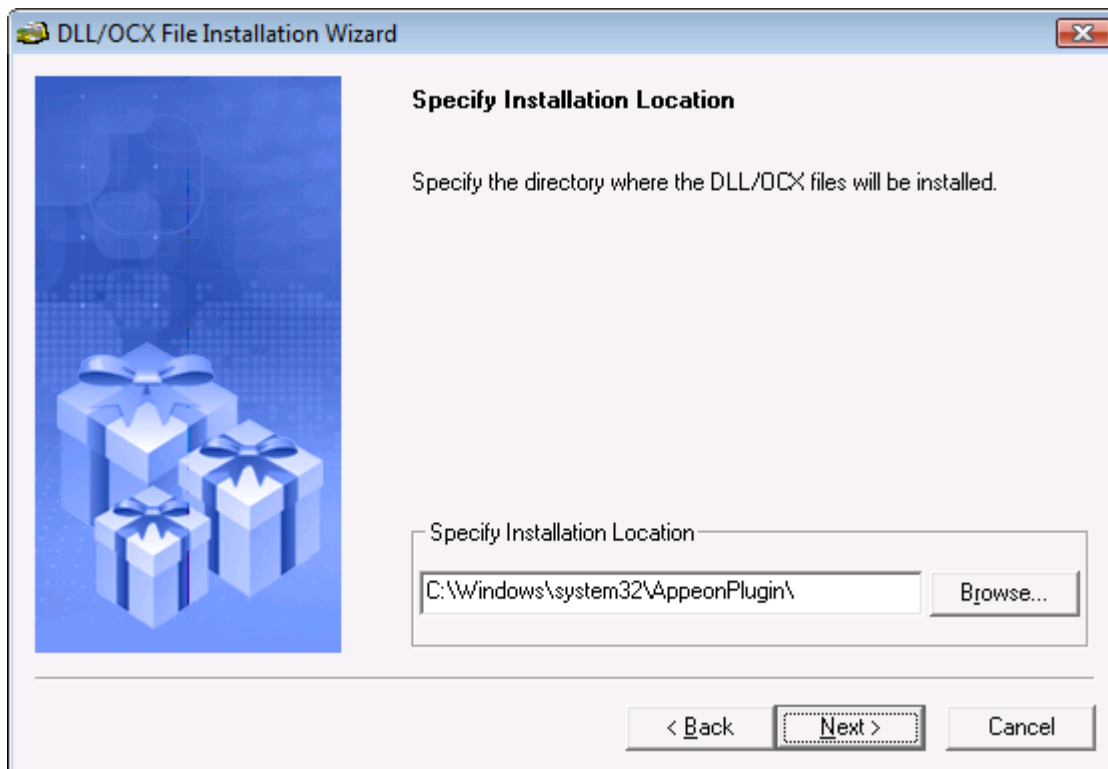 DLL/OCX File Installation Wizard
Specify Installation Location
Specify the directory where the DLL/OCX files will be installed.
Specify Installation Location
C:\Windows\system32\AppeonPlugin\
Browse...
< Back
Next >
Cancel